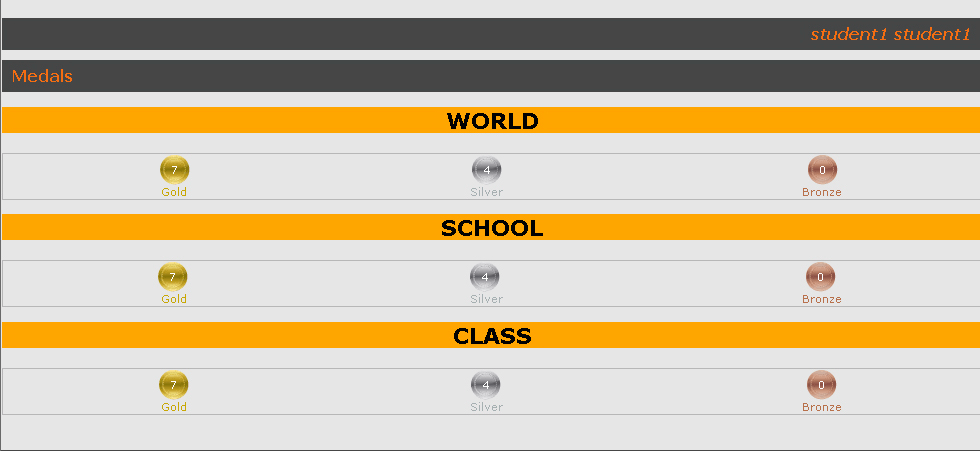 student1 student1
Medals
WORLD
7 4 0
Gold Silver Bronze
SCHOOL
7 4 0
Gold Silver Bronze
CLASS
7 4 0
Gold Silver Bronze